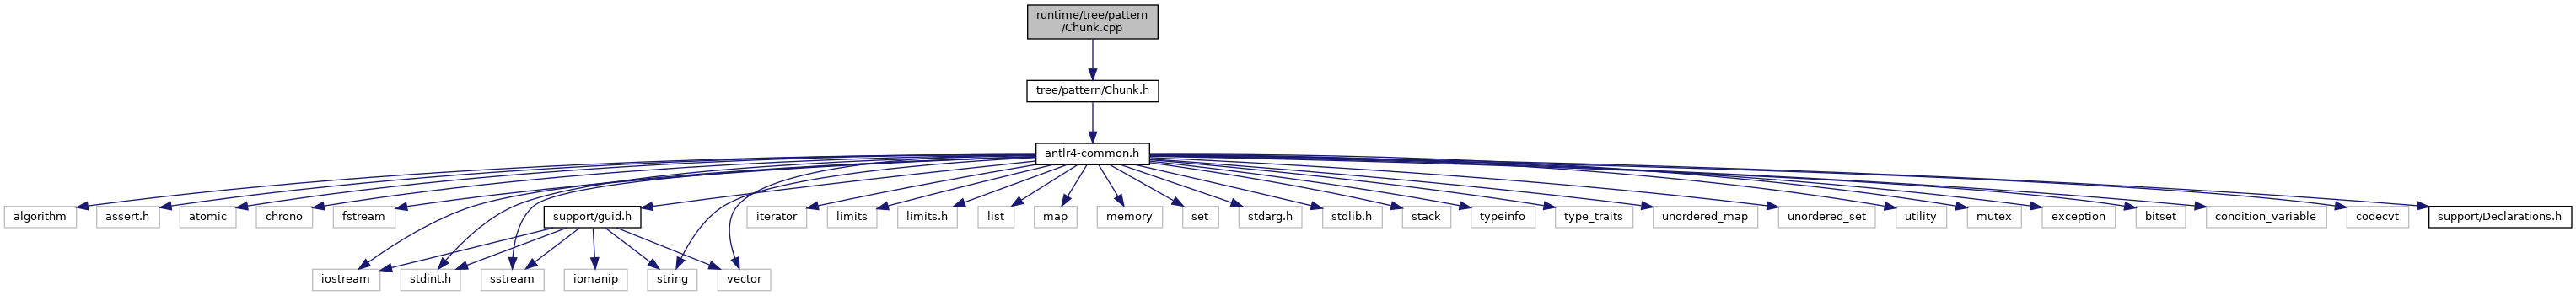 runtime/tree/pattern
/Chunk.cpp
tree/pattern/Chunk.h
antlr4-common.h
algorithm
assert.h
atomic
chrono
fstream
support/guid.h
iterator
limits
limits.h
list
map
memory
set
stdarg.h
stdlib.h
stack
typeinfo
type_traits
unordered_map
unordered_set
utility
mutex
exception
bitset
condition_variable
codecvt
support/Declarations.h
iostream
stdint.h
sstream
iomanip
string
vector